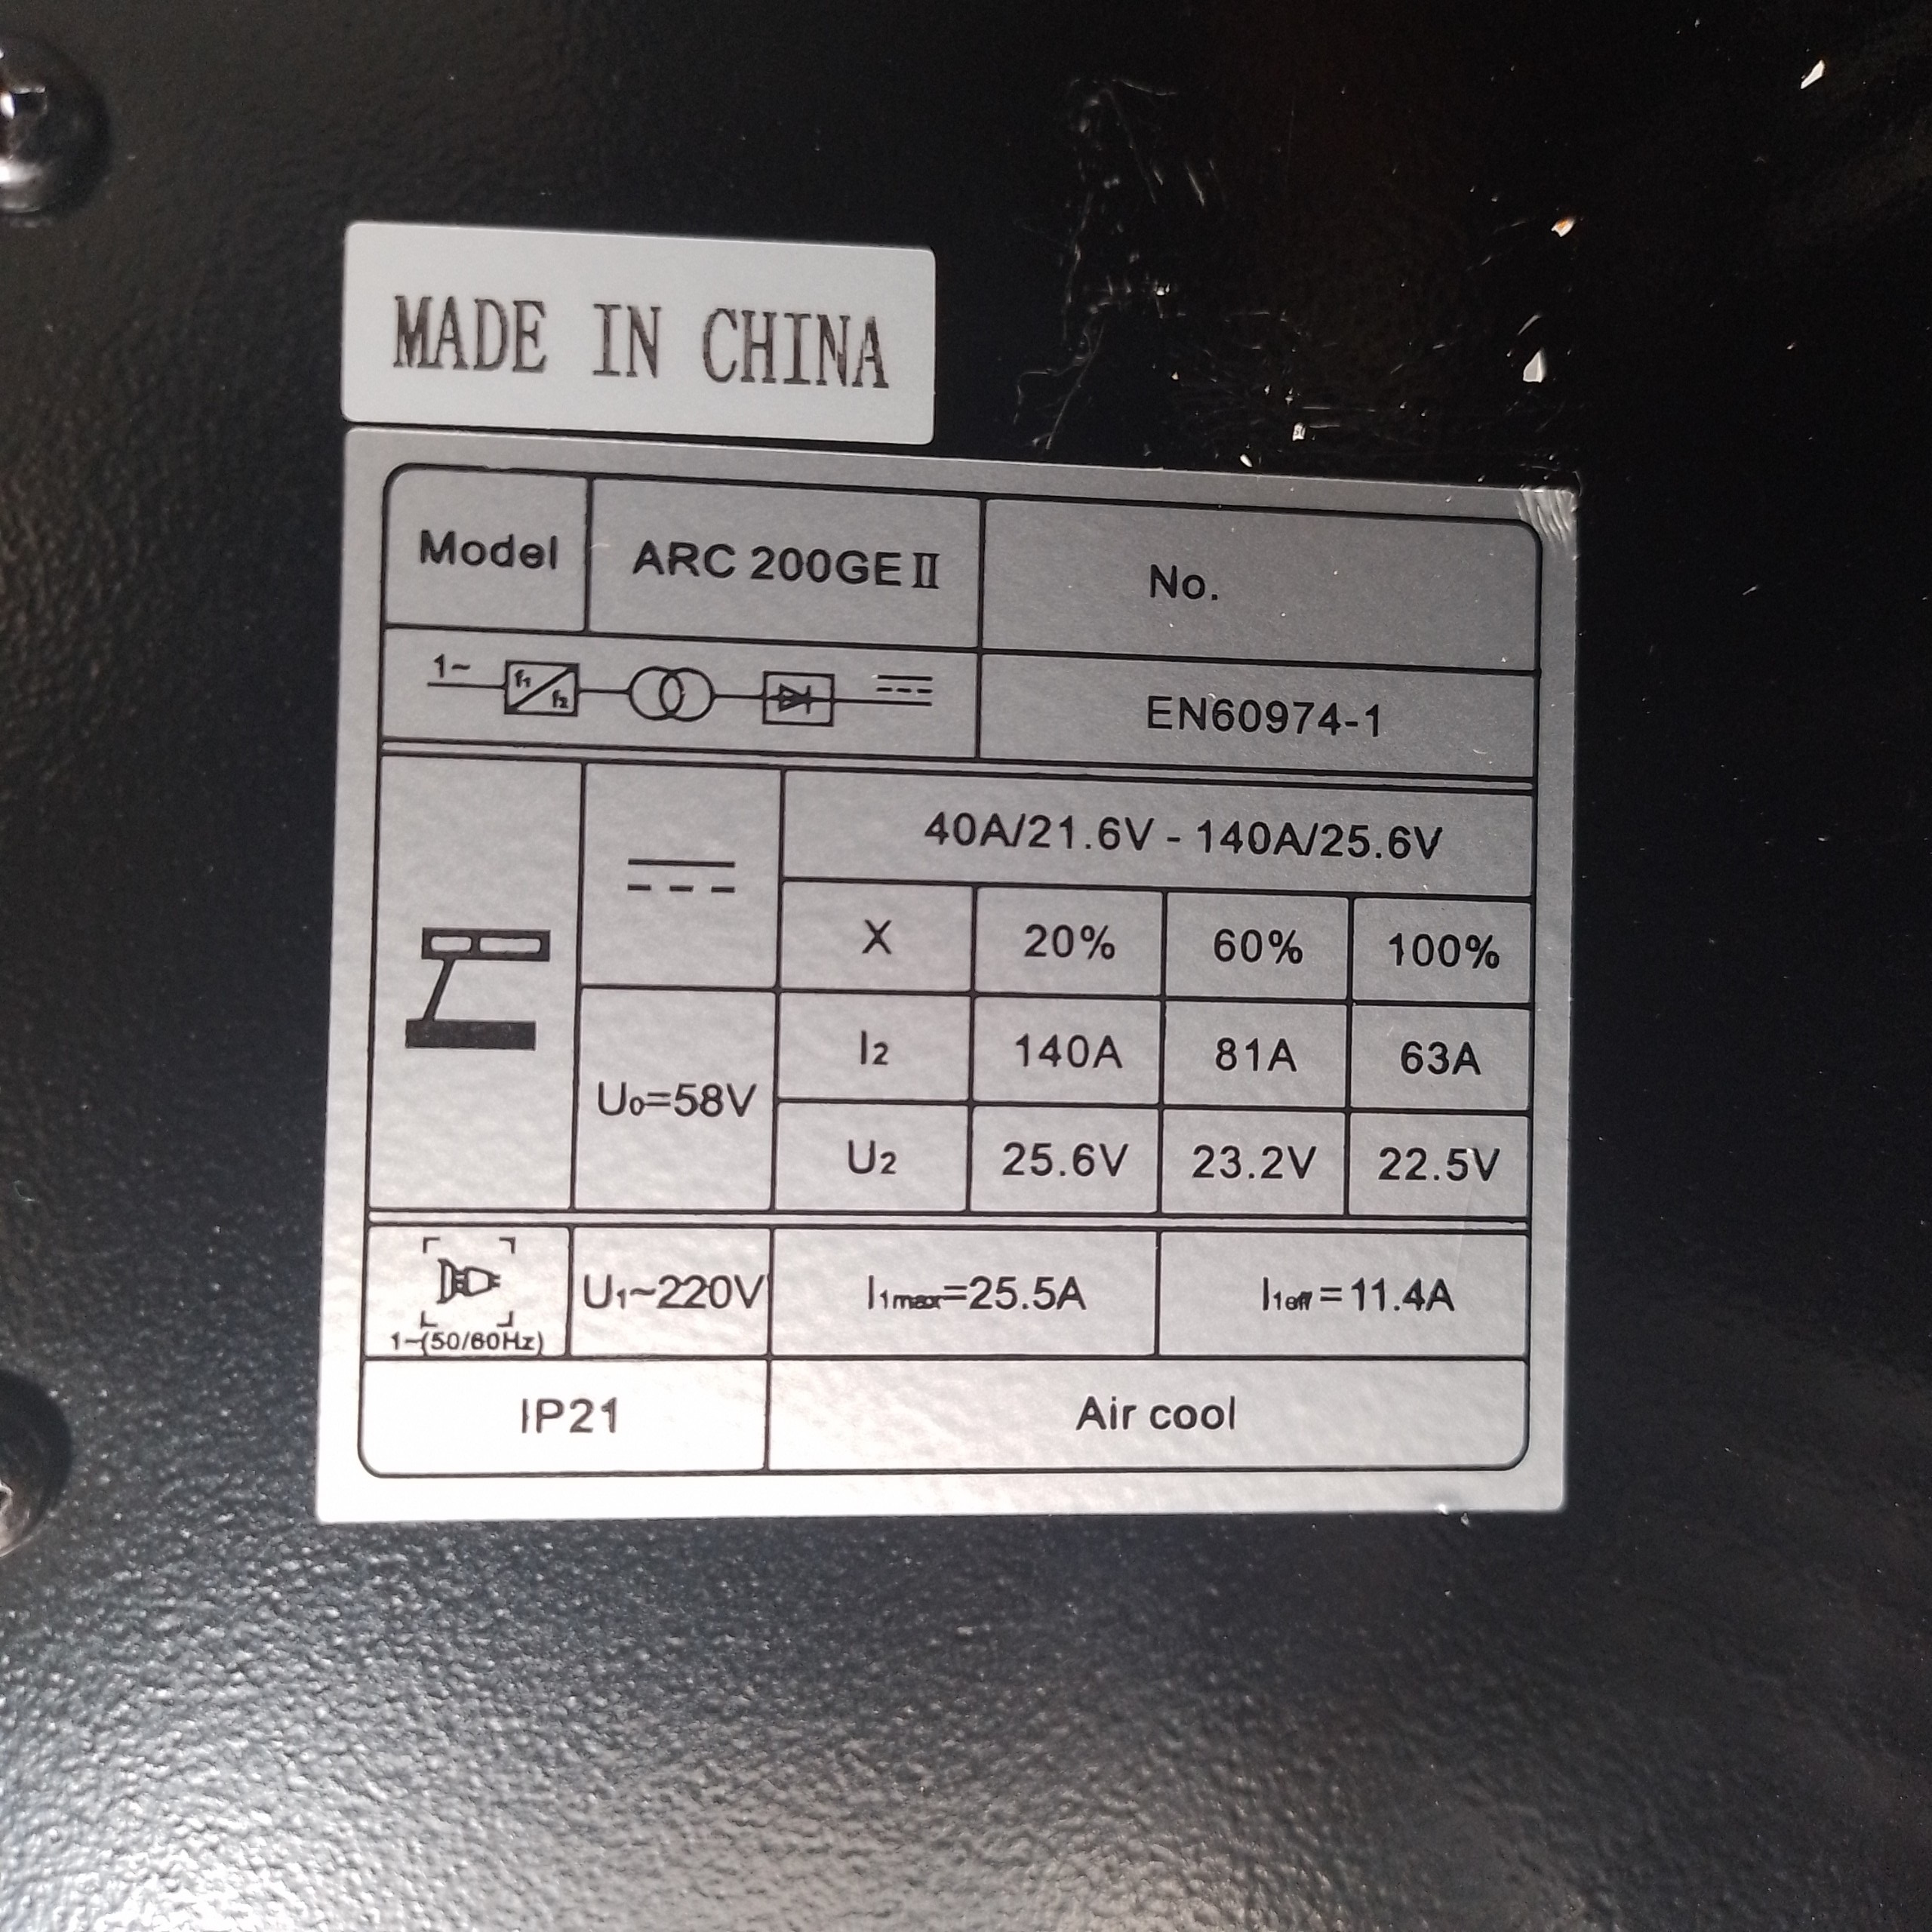 MADE IN CHINA
Model ARC 200GE II No.
1~ f1 f2 EN60974-1
40A/21.6V - 140A/25.6V
X 20% 60% 100%
I2 140A 81A 63A
U0=58V
U2 25.6V 23.2V 22.5V
U1~220V I1max=25.5A I1eff=11.4A
1~(50/60Hz)
IP21 Air cool